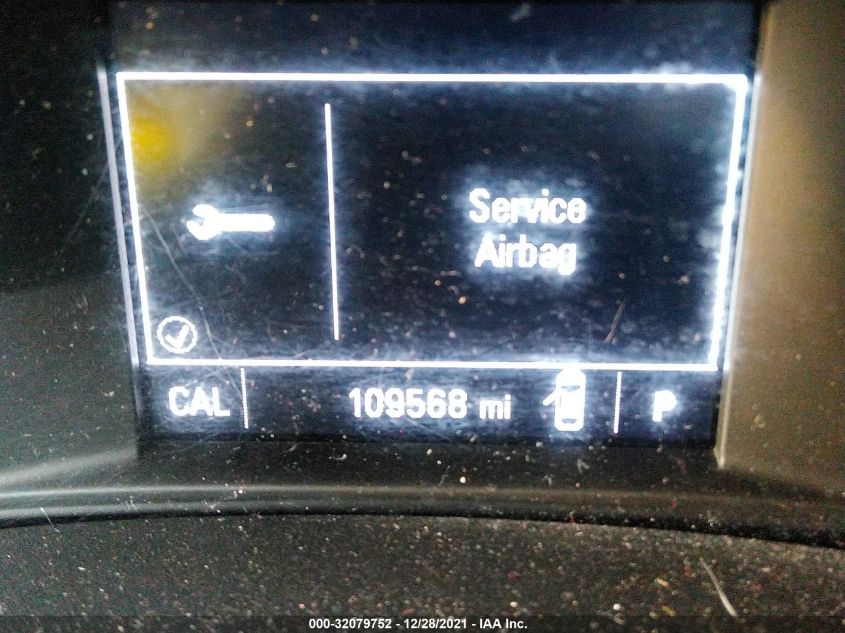 Service
Airbag
CAL 109568 mi P
000-32079752 - 12/28/2021 - IAA Inc.